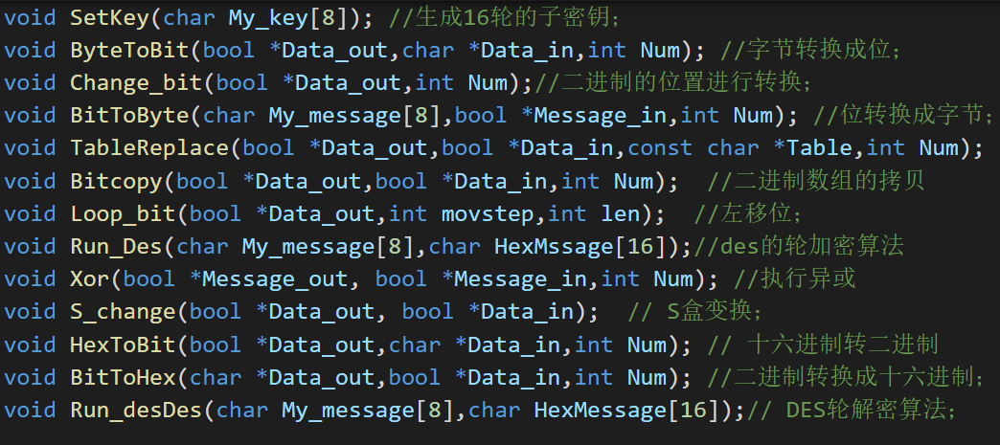 void SetKey(char My_key[8]); //生成16轮的子密钥;
void ByteToBit(bool *Data_out,char *Data_in,int Num); //字节转换成位;
void Change_bit(bool *Data_out,int Num);//二进制的位置进行转换;
void BitToByte(char My_message[8],bool *Message_in,int Num); //位转换成字节;
void TableReplace(bool *Data_out,bool *Data_in,const char *Table,int Num);
void Bitcopy(bool *Data_out,bool *Data_in,int Num);  //二进制数组的拷贝
void Loop_bit(bool *Data_out,int movstep,int len);  //左移位;
void Run_Des(char My_message[8],char HexMssage[16]);//des的轮加密算法
void Xor(bool *Message_out, bool *Message_in,int Num); //执行异或
void S_change(bool *Data_out, bool *Data_in);  // S盒变换;
void HexToBit(bool *Data_out,char *Data_in,int Num); // 十六进制转二进制
void BitToHex(char *Data_out,bool *Data_in,int Num); //二进制转换成十六进制;
void Run_desDes(char My_message[8],char HexMessage[16]);// DES轮解密算法;